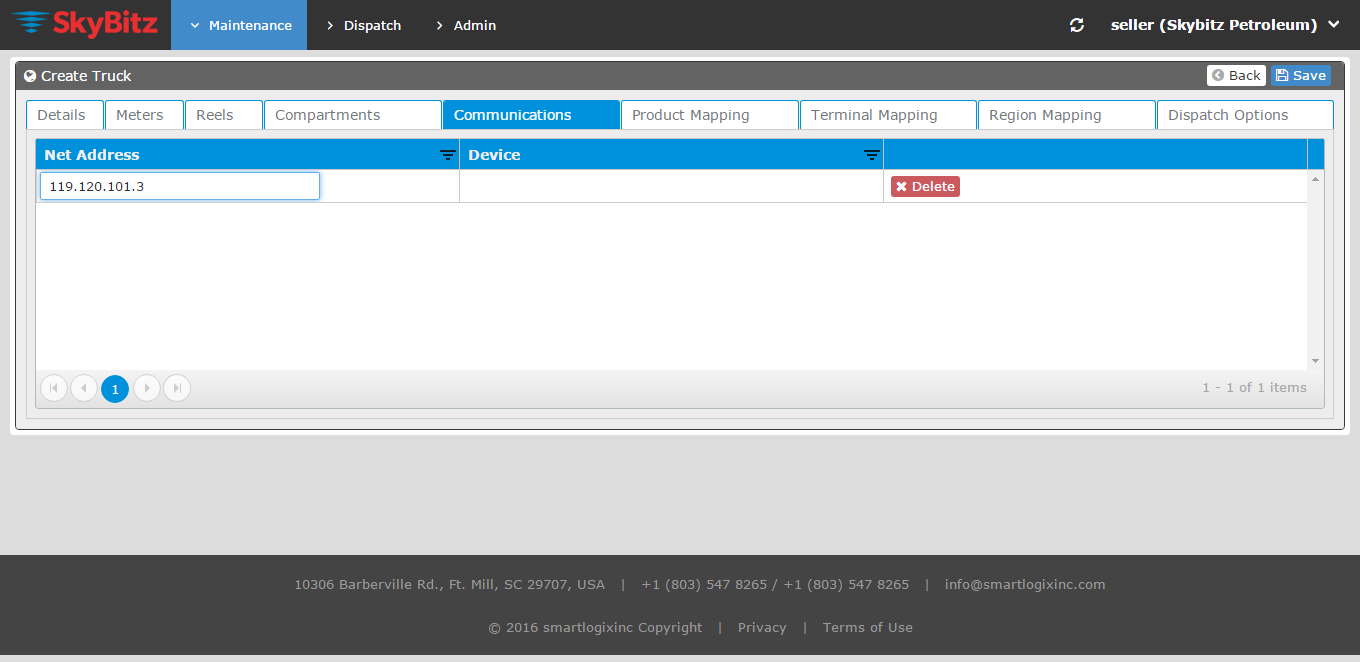 SkyBitz Maintenance Dispatch Admin seller (Skybitz Petroleum)
Create Truck Back Save
Details Meters Reels Compartments Communications Product Mapping Terminal Mapping Region Mapping Dispatch Options
Net Address Device
119.120.101.3 Delete
1 1 - 1 of 1 items
10306 Barberville Rd., Ft. Mill, SC 29707, USA | +1 (803) 547 8265 / +1 (803) 547 8265 | info@smartlogixinc.com
© 2016 smartlogixinc Copyright | Privacy | Terms of Use